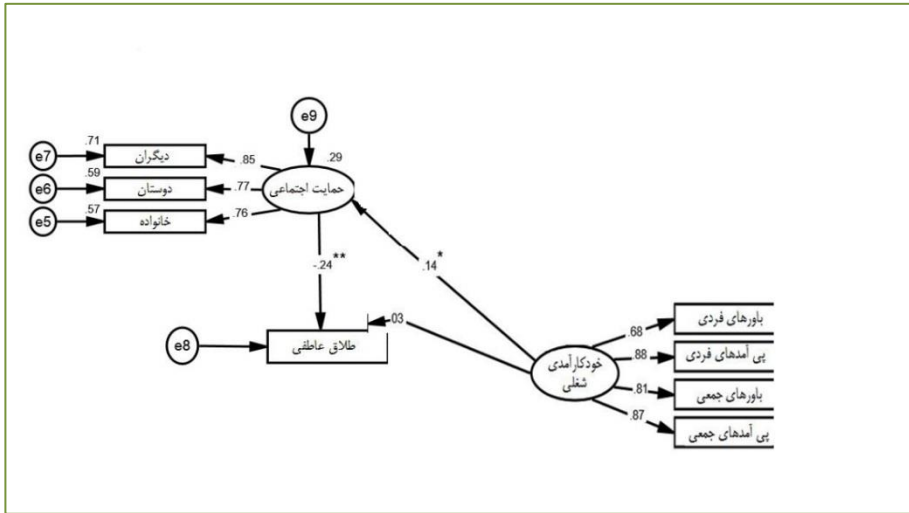 e9
.29
حمایت اجتماعی
e7
.71
دیگران
.85
e6
.59
دوستان
.77
e5
.57
خانواده
.76
-.24**
.14*
.03
e8
طلاق عاطفی
خودکارآمدی
شغلی
.68
باورهای فردی
.88
پی آمدهای فردی
.81
باورهای جمعی
.87
پی آمدهای جمعی